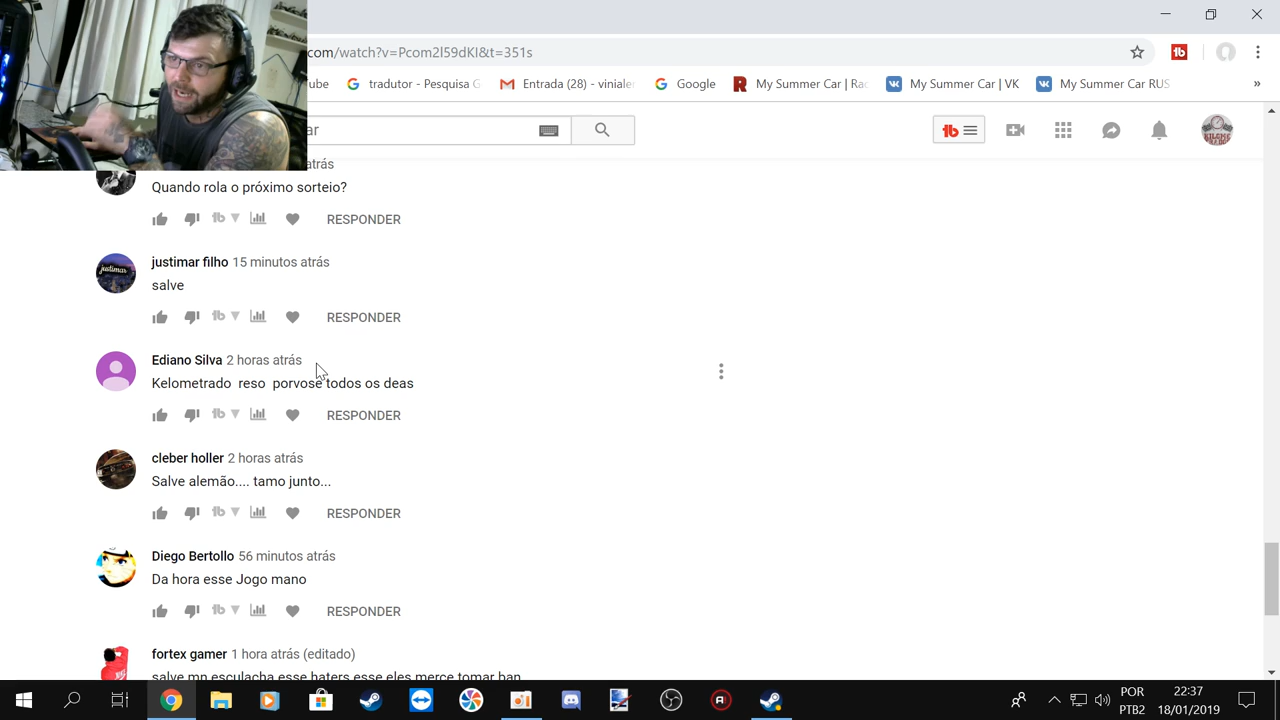 com/watch?v=Pcom2l59dKI&t=351s
ube
tradutor - Pesquisa G
Entrada (28) - viniale
Google
My Summer Car | Ra
My Summer Car | VK
My Summer Car RUS
»
ar
atrás
Quando rola o próximo sorteio?
RESPONDER
justimar filho 15 minutos atrás
salve
RESPONDER
Ediano Silva 2 horas atrás
Kelometrado reso porvose todos os deas
RESPONDER
cleber holler 2 horas atrás
Salve alemão.... tamo junto...
RESPONDER
Diego Bertollo 56 minutos atrás
Da hora esse Jogo mano
RESPONDER
fortex gamer 1 hora atrás (editado)
salve mn esculacha esse haters esse eles merce tomar ban
POR
PTB2
22:37
18/01/2019